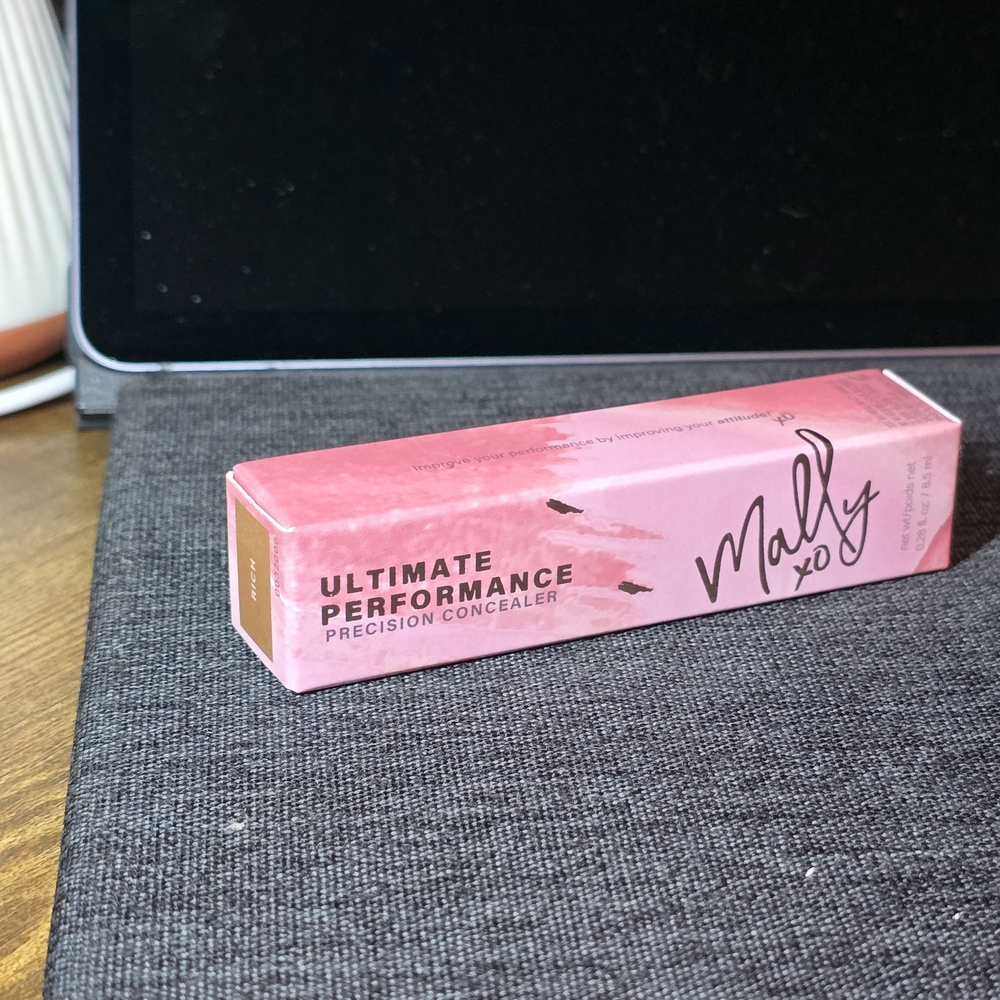 Improve your performance by improving your attitude! xo
RICH
ULTIMATE
PERFORMANCE
PRECISION CONCEALER
Mally
xo
net wt/poids net
0.28 fl. oz. / 8.5 ml